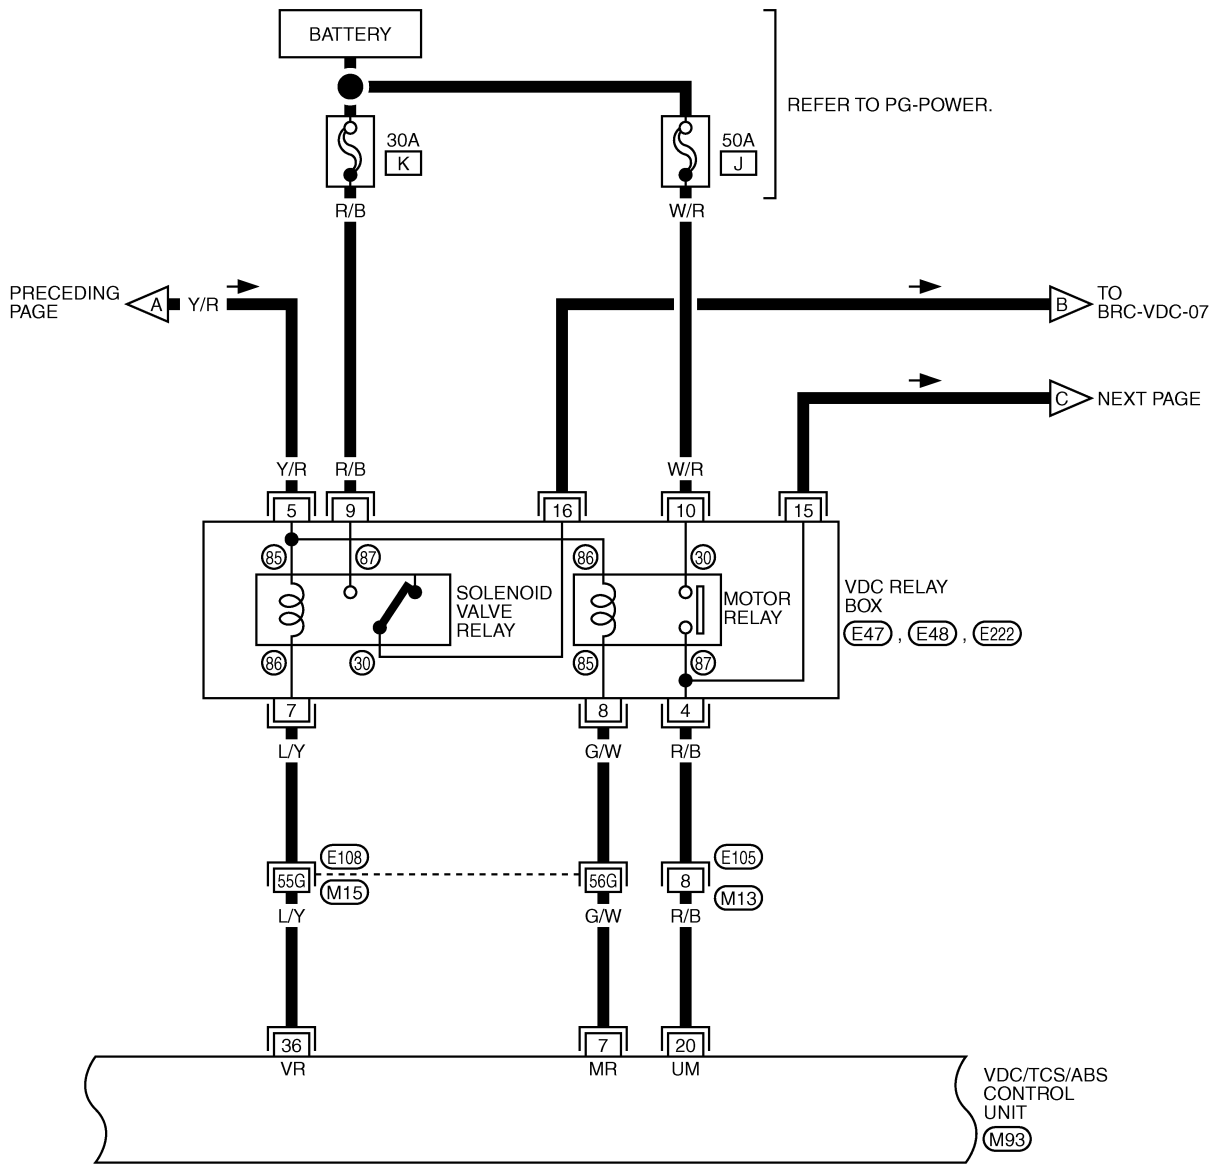 BATTERY
REFER TO PG-POWER.
30A
K
50A
J
R/B
W/R
PRECEDING
PAGE
A
Y/R
B
TO
BRC-VDC-07
C
NEXT PAGE
Y/R
R/B
W/R
5
9
16
10
15
85
87
86
30
SOLENOID
VALVE
RELAY
MOTOR
RELAY
VDC RELAY
BOX
E47 , E48 , E222
86
30
85
87
7
8
4
L/Y
G/W
R/B
E108
55G
M15
56G
E105
8
M13
L/Y
G/W
R/B
36
7
20
VR
MR
UM
VDC/TCS/ABS
CONTROL
UNIT
M93